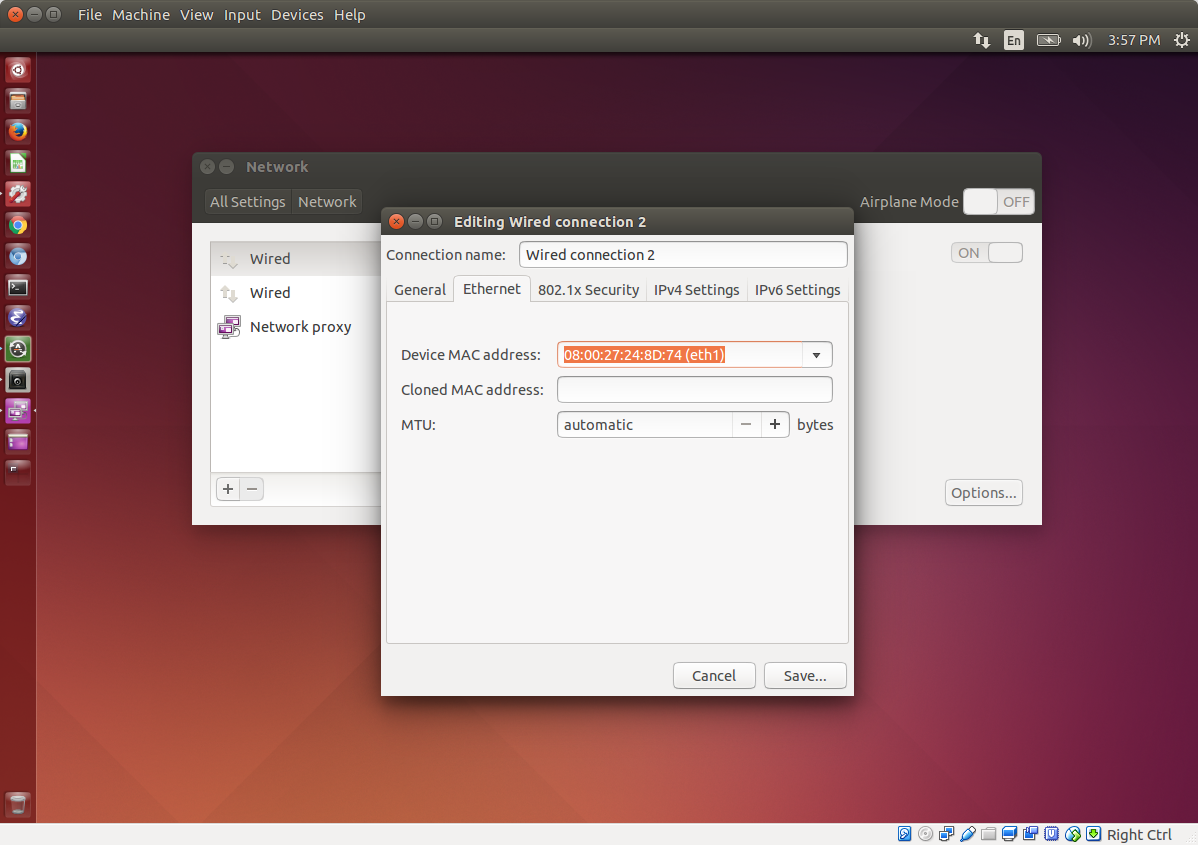 File Machine View Input Devices Help
En 3:57 PM
Network
All Settings Network Airplane Mode OFF
Editing Wired connection 2
Connection name: Wired connection 2
Wired ON
General Ethernet 802.1x Security IPv4 Settings IPv6 Settings
Wired
Network proxy
Device MAC address: 08:00:27:24:8D:74 (eth1)
Cloned MAC address:
MTU: automatic − + bytes
+ −
Options...
Cancel Save...
Right Ctrl